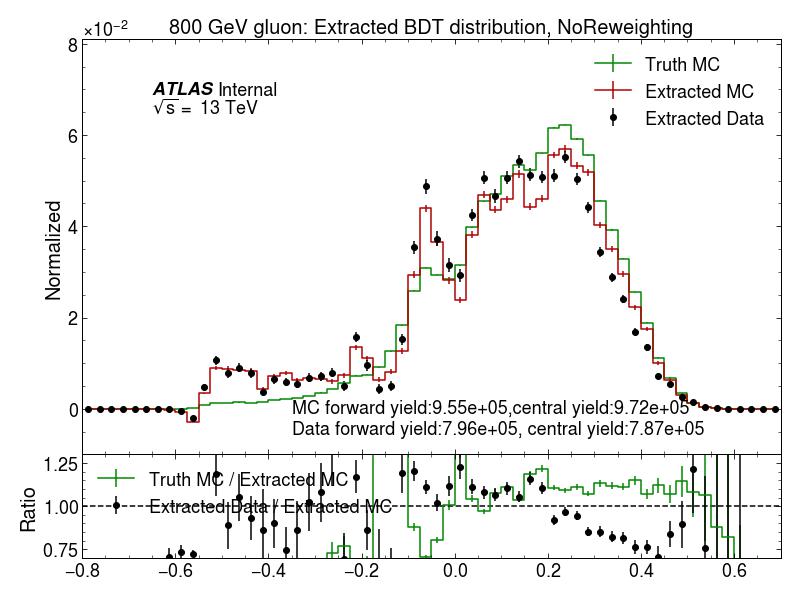 ×10⁻²
800 GeV gluon: Extracted BDT distribution, NoReweighting
8
ATLAS Internal
√s = 13 TeV
Truth MC
Extracted MC
Extracted Data
6
4
2
0
Normalized
MC forward yield:9.55e+05,central yield:9.72e+05
Data forward yield:7.96e+05, central yield:7.87e+05
1.25
1.00
0.75
Ratio
Truth MC / Extracted MC
Extracted Data / Extracted MC
−0.8 −0.6 −0.4 −0.2 0.0 0.2 0.4 0.6